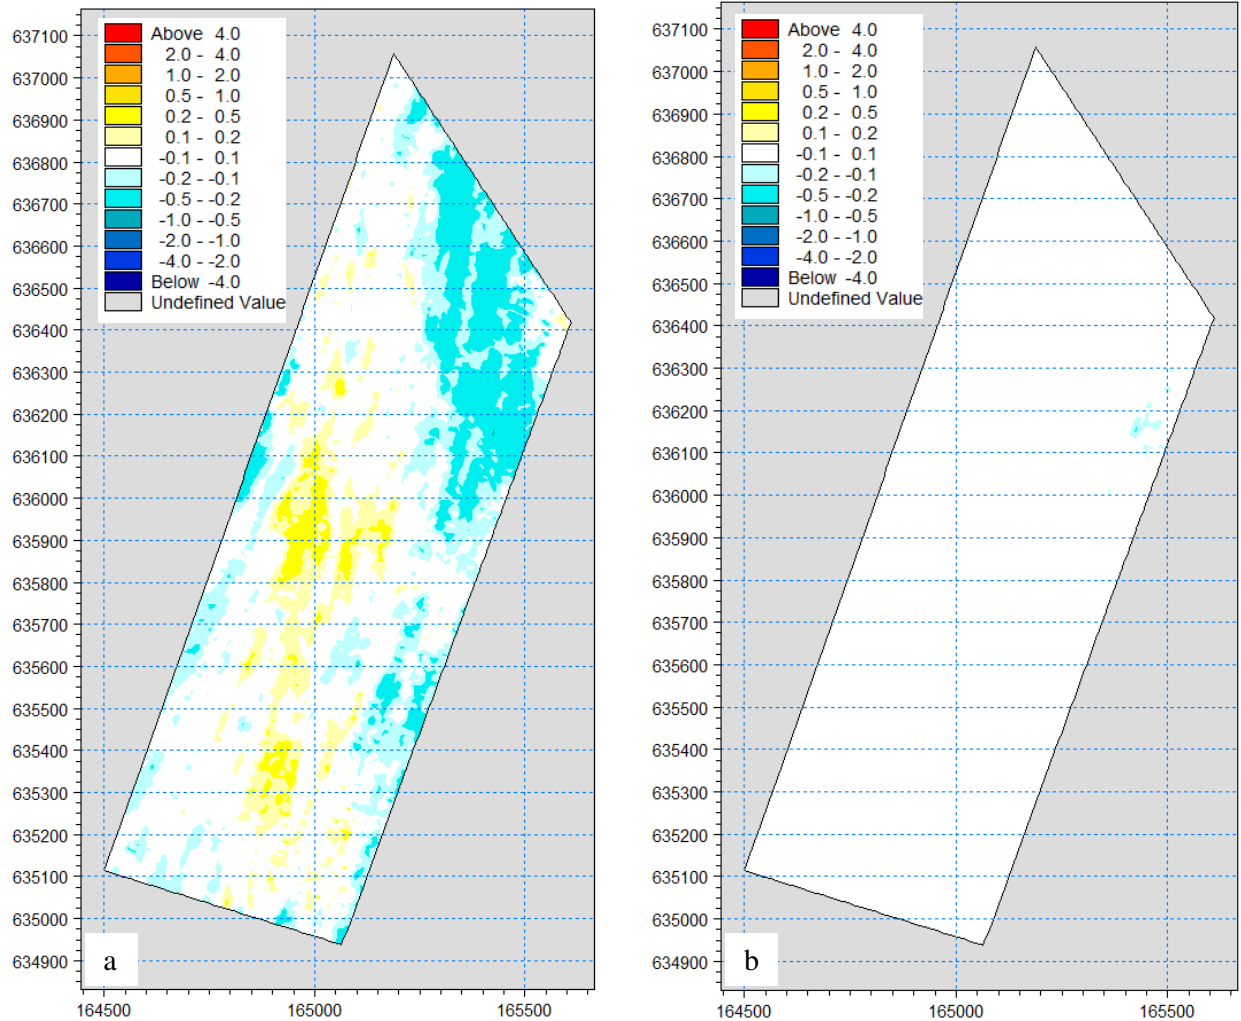 Above 4.0
2.0 - 4.0
1.0 - 2.0
0.5 - 1.0
0.2 - 0.5
0.1 - 0.2
-0.1 - 0.1
-0.2 - -0.1
-0.5 - -0.2
-1.0 - -0.5
-2.0 - -1.0
-4.0 - -2.0
Below -4.0
Undefined Value
637100
637000
636900
636800
636700
636600
636500
636400
636300
636200
636100
636000
635900
635800
635700
635600
635500
635400
635300
635200
635100
635000
634900
a
164500 165000 165500
Above 4.0
2.0 - 4.0
1.0 - 2.0
0.5 - 1.0
0.2 - 0.5
0.1 - 0.2
-0.1 - 0.1
-0.2 - -0.1
-0.5 - -0.2
-1.0 - -0.5
-2.0 - -1.0
-4.0 - -2.0
Below -4.0
Undefined Value
637100
637000
636900
636800
636700
636600
636500
636400
636300
636200
636100
636000
635900
635800
635700
635600
635500
635400
635300
635200
635100
635000
634900
b
164500 165000 165500